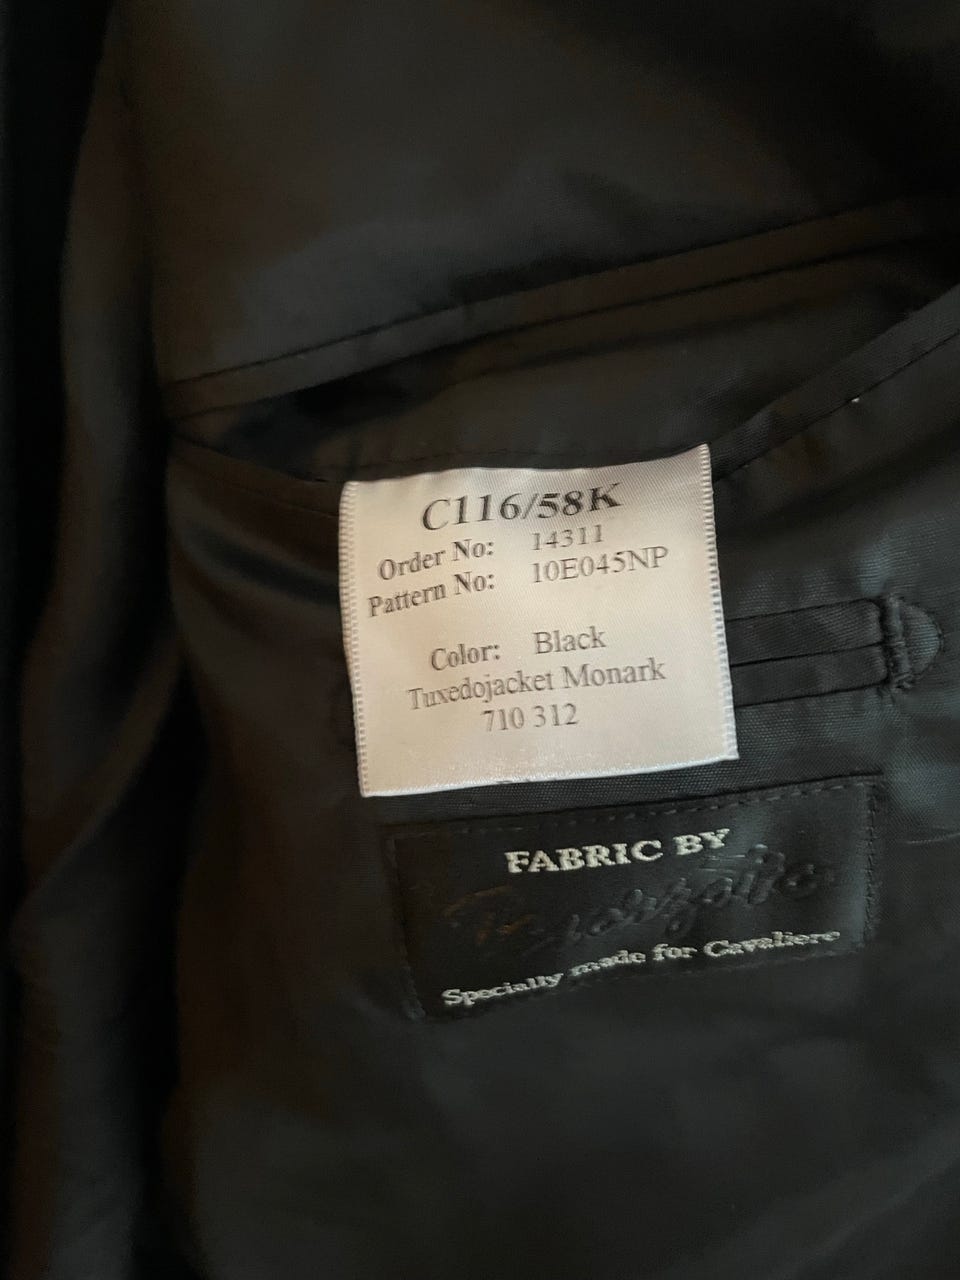 C116/58K
Order No: 14311
Pattern No: 10E045NP
Color: Black
Tuxedojacket Monark
710 312
FABRIC BY
Specially made for Cavaliere